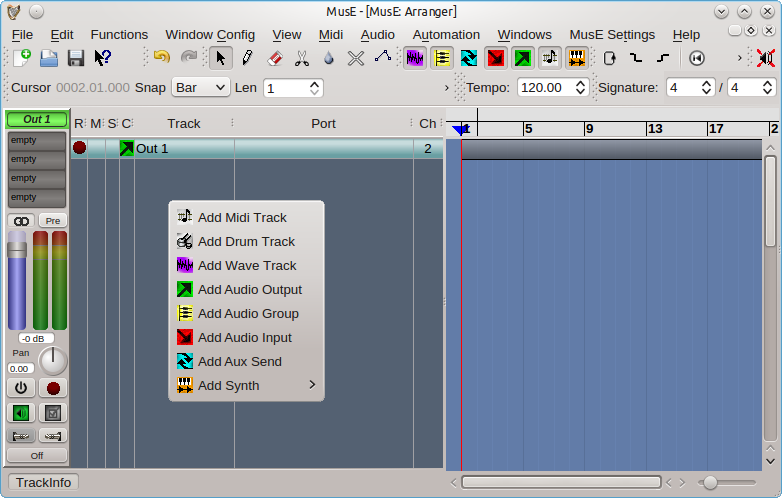 MusE - [MusE: Arranger]
File Edit Functions Window Config View Midi Audio Automation Windows MusE Settings Help
Cursor 0002.01.000 Snap Bar Len 1 Tempo: 120.00 Signature: 4 / 4
Out 1
empty
empty
empty
empty
Pre
-0 dB
Pan
0.00
Off
TrackInfo
R M S C Track Port Ch
Out 1 2
1 5 9 13 17 2
Add Midi Track
Add Drum Track
Add Wave Track
Add Audio Output
Add Audio Group
Add Audio Input
Add Aux Send
Add Synth